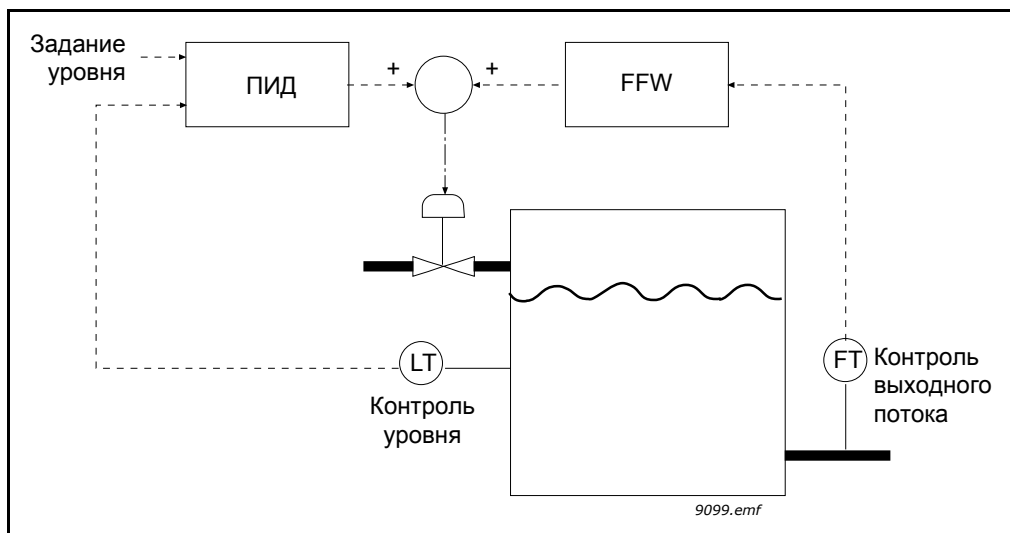 Задание
уровня
ПИД
+
+
FFW
LT
Контроль
уровня
FT
Контроль
выходного
потока
9099.emf